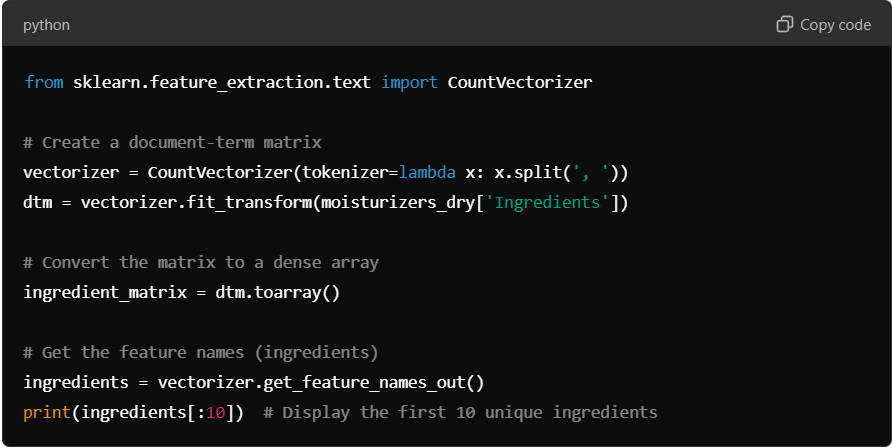 python
Copy code
from sklearn.feature_extraction.text import CountVectorizer
# Create a document-term matrix
vectorizer = CountVectorizer(tokenizer=lambda x: x.split(', '))
dtm = vectorizer.fit_transform(moisturizers_dry['Ingredients'])
# Convert the matrix to a dense array
ingredient_matrix = dtm.toarray()
# Get the feature names (ingredients)
ingredients = vectorizer.get_feature_names_out()
print(ingredients[:10])  # Display the first 10 unique ingredients